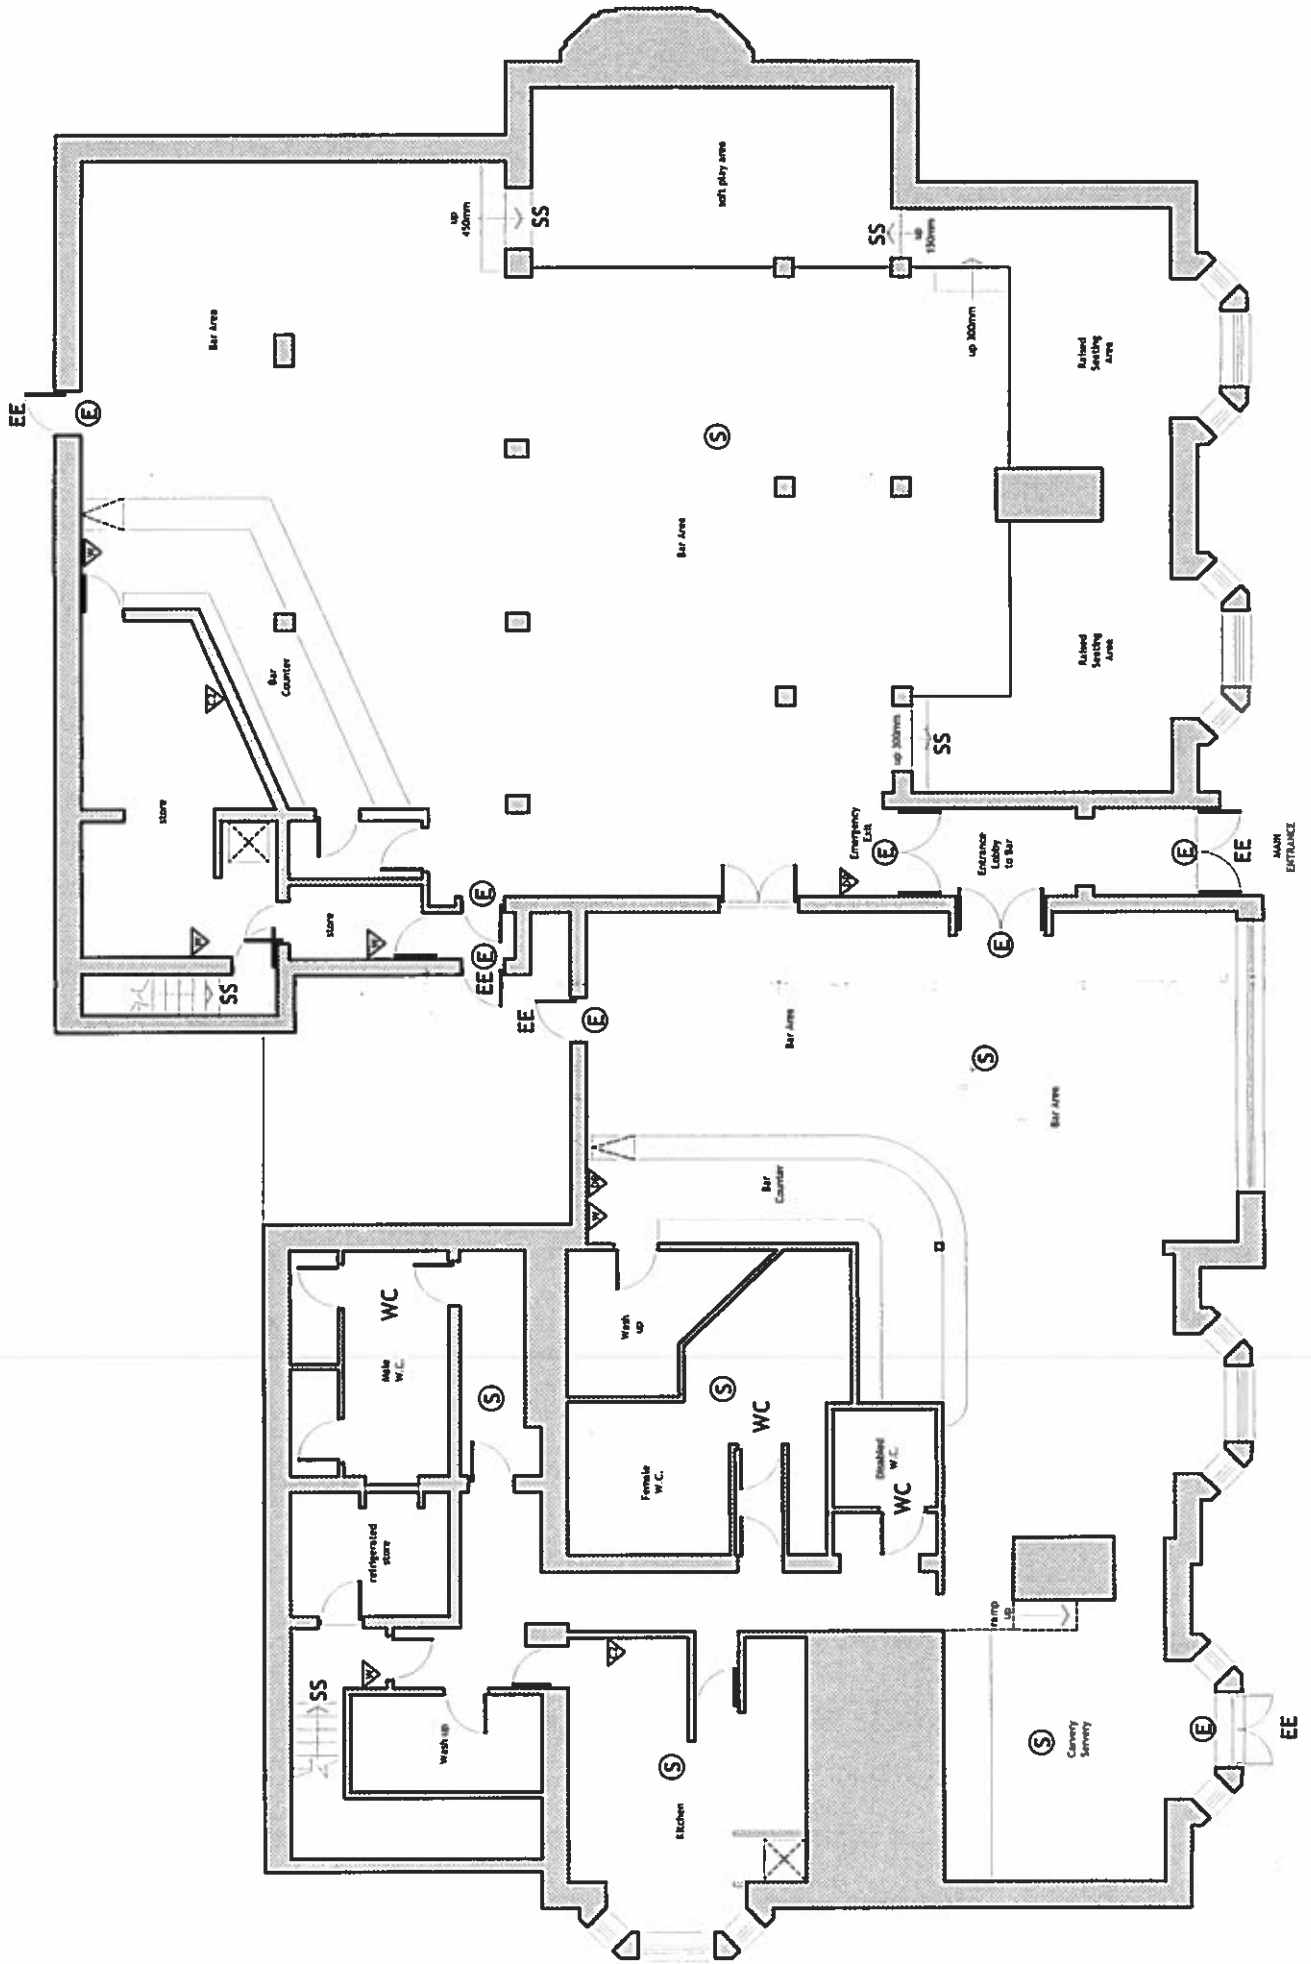 MAIN
ENTRANCE
EE
E
Entrance
Lobby
to Bar
Emergency
Exit
E
DP
E
up 300mm
SS
Raised
Seating
Area
Raised
Seating
Area
up 300mm
up
150mm
SS
soft play area
up
450mm
SS
Bar Area
Bar Area
S
EE
E
W
Bar
Counter
store
store
W
W
SS
E
EE
E
EE
E
Bar Area
Bar Area
S
Bar
Counter
W
DP
Wash
up
WC
Male
W.C.
S
S
WC
Female
W.C.
Disabled
W.C.
WC
refrigerated
store
W
SS
Wash up
S
Kitchen
ramp
up
S
Carvery
Servery
E
EE